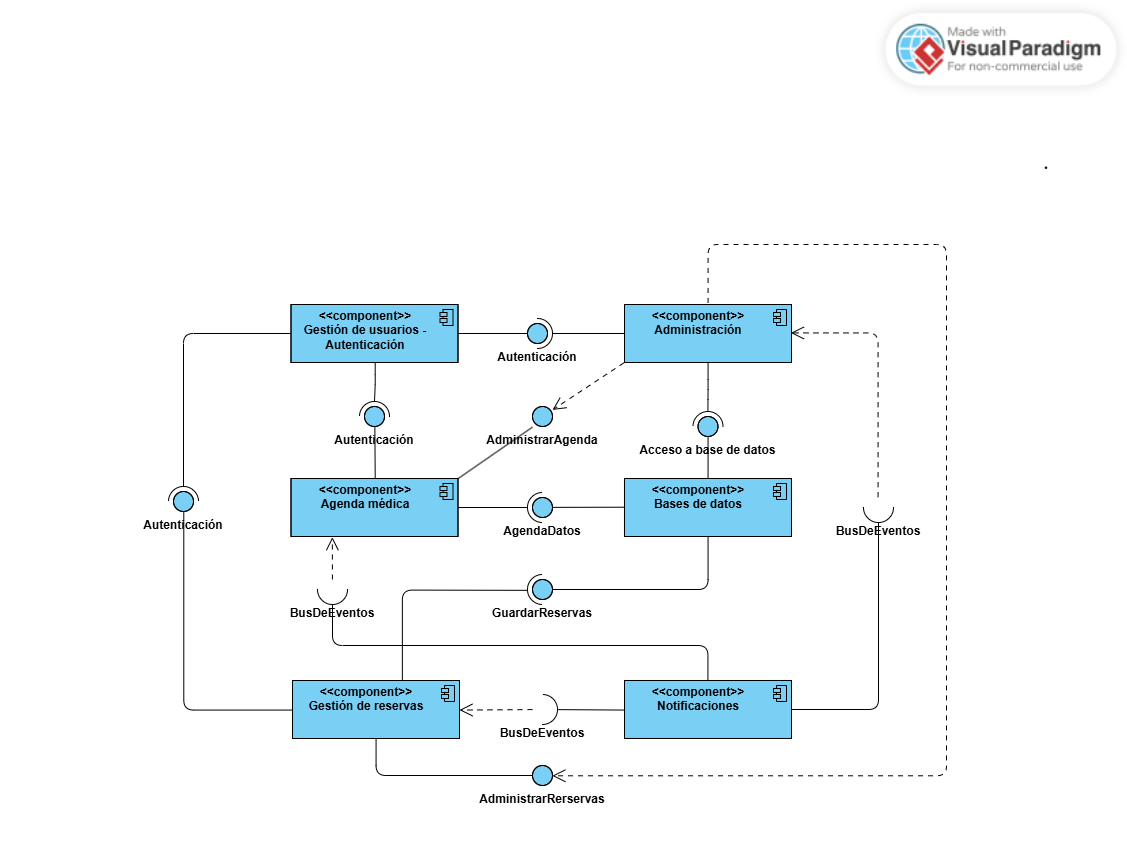 Made with
Visual Paradigm
For non-commercial use
.
<<component>>
Gestión de usuarios -
Autenticación
Autenticación
<<component>>
Administración
Autenticación
AdministrarAgenda
Acceso a base de datos
<<component>>
Agenda médica
AgendaDatos
<<component>>
Bases de datos
Autenticación
BusDeEventos
BusDeEventos
GuardarReservas
<<component>>
Gestión de reservas
BusDeEventos
<<component>>
Notificaciones
AdministrarRerservas